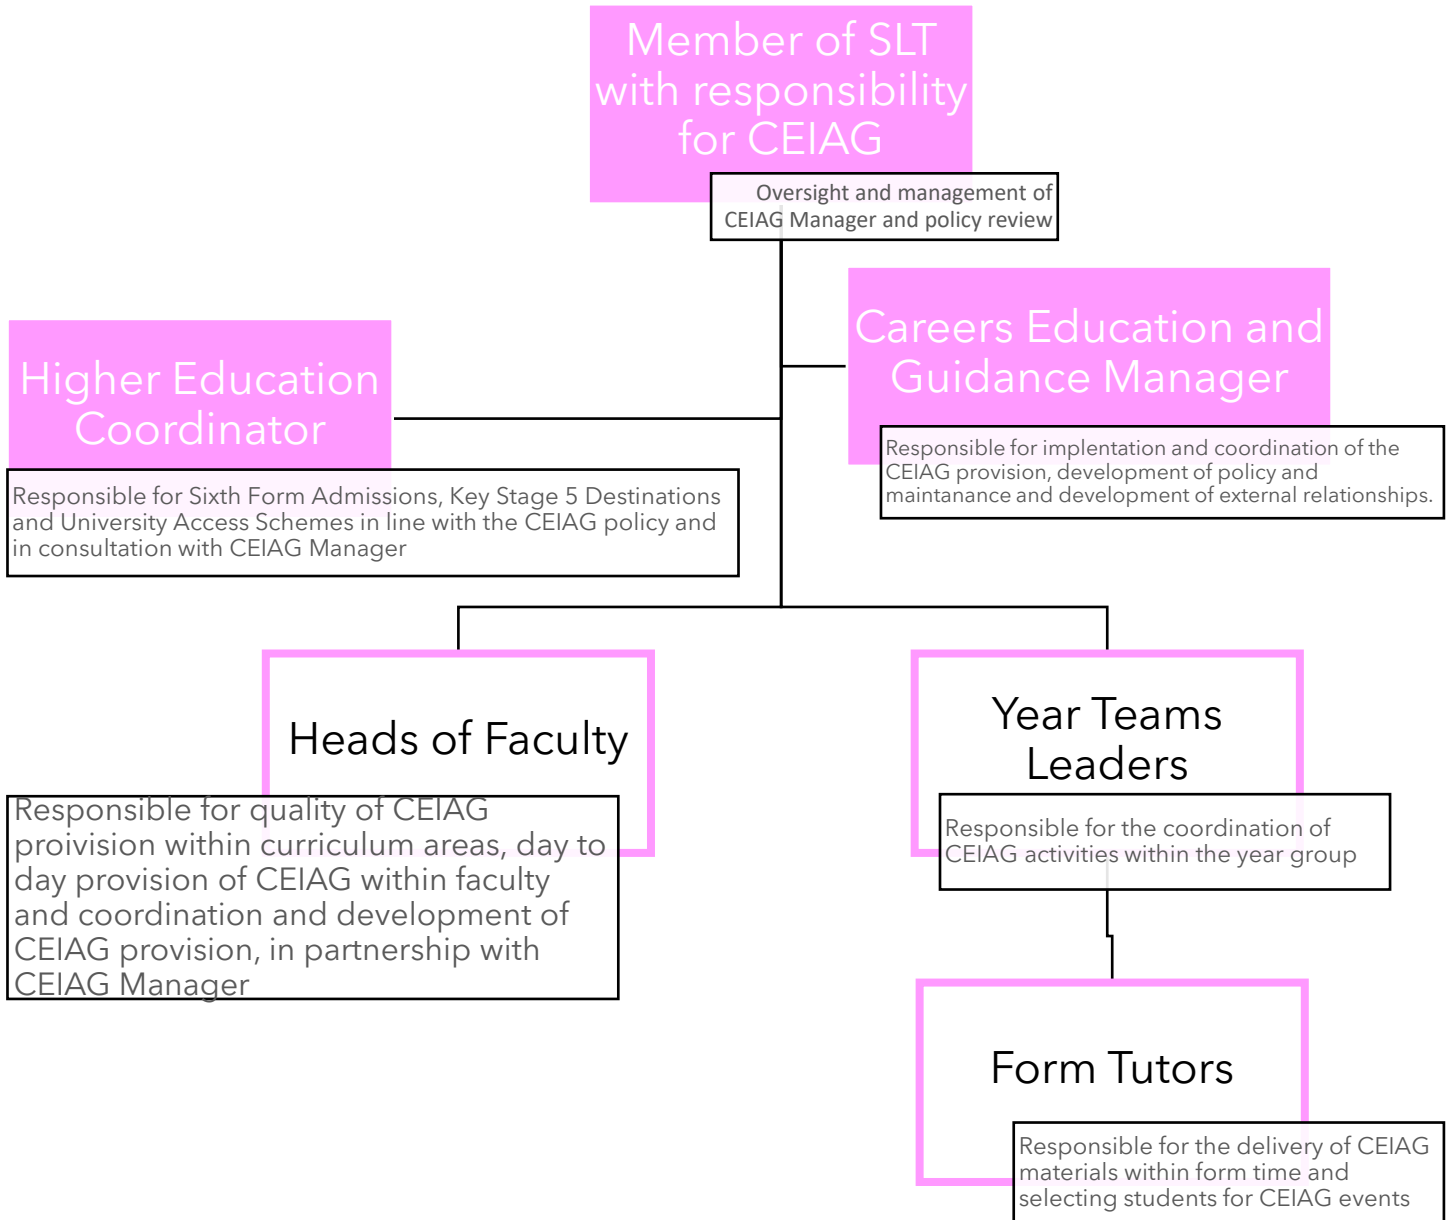 Member of SLT
with responsibility
for CEIAG
Oversight and management of
CEIAG Manager and policy review
Careers Education and
Guidance Manager
Responsible for implentation and coordination of the
CEIAG provision, development of policy and
maintanance and development of external relationships.
Higher Education
Coordinator
Responsible for Sixth Form Admissions, Key Stage 5 Destinations
and University Access Schemes in line with the CEIAG policy and
in consultation with CEIAG Manager
Heads of Faculty
Responsible for quality of CEIAG
proivision within curriculum areas, day to
day provision of CEIAG within faculty
and coordination and development of
CEIAG provision, in partnership with
CEIAG Manager
Year Teams
Leaders
Responsible for the coordination of
CEIAG activities within the year group
Form Tutors
Responsible for the delivery of CEIAG
materials within form time and
selecting students for CEIAG events